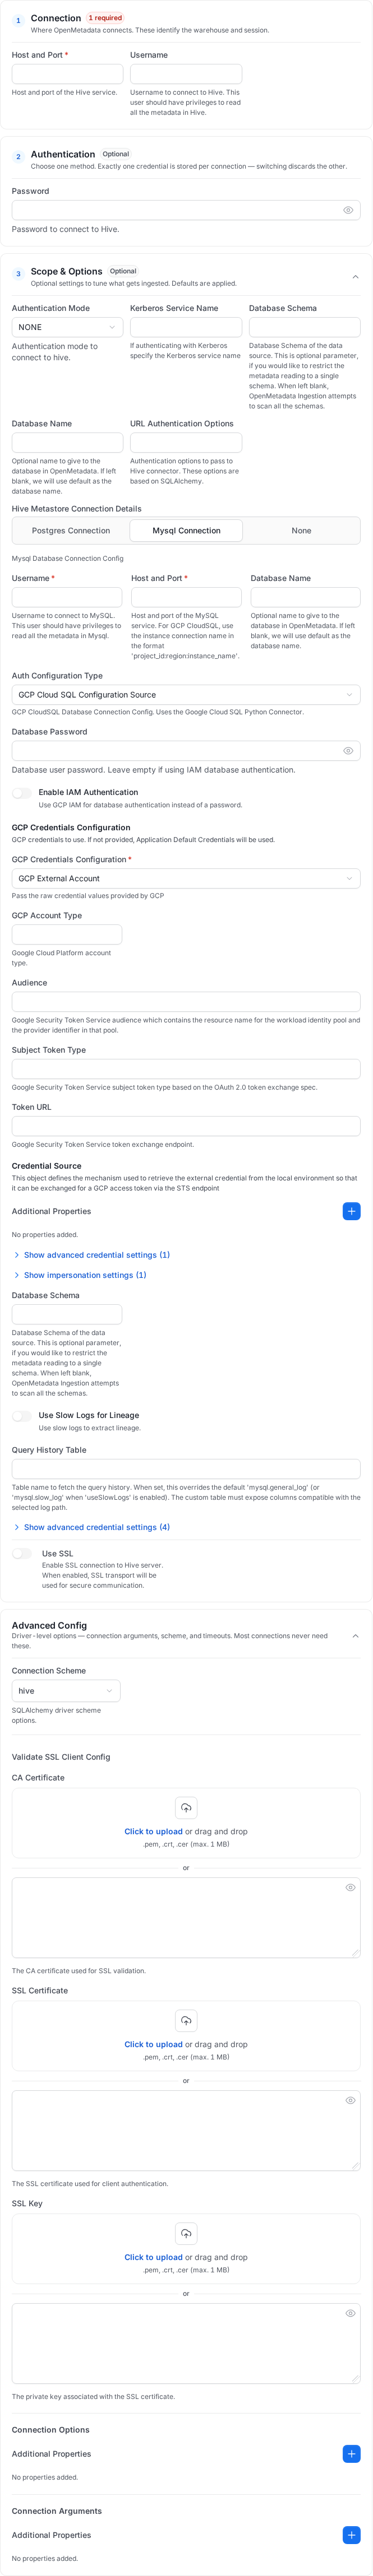 1 Connection 1 required
Where OpenMetadata connects. These identify the warehouse and session.
Host and Port *
Host and port of the Hive service.
Username
Username to connect to Hive. This
user should have privileges to read
all the metadata in Hive.
2 Authentication Optional
Choose one method. Exactly one credential is stored per connection — switching discards the other.
Password
Password to connect to Hive.
3 Scope & Options Optional
Optional settings to tune what gets ingested. Defaults are applied.
Authentication Mode
NONE
Authentication mode to
connect to hive.
Kerberos Service Name
If authenticating with Kerberos
specify the Kerberos service name
Database Schema
Database Schema of the data
source. This is optional parameter,
if you would like to restrict the
metadata reading to a single
schema. When left blank,
OpenMetadata Ingestion attempts
to scan all the schemas.
Database Name
Optional name to give to the
database in OpenMetadata. If left
blank, we will use default as the
database name.
URL Authentication Options
Authentication options to pass to
Hive connector. These options are
based on SQLAlchemy.
Hive Metastore Connection Details
Postgres Connection
Mysql Connection
None
Mysql Database Connection Config
Username *
Username to connect to MySQL.
This user should have privileges to
read all the metadata in Mysql.
Host and Port *
Host and port of the MySQL
service. For GCP CloudSQL, use
the instance connection name in
the format
'project_id:region:instance_name'.
Database Name
Optional name to give to the
database in OpenMetadata. If left
blank, we will use default as the
database name.
Auth Configuration Type
GCP Cloud SQL Configuration Source
GCP CloudSQL Database Connection Config. Uses the Google Cloud SQL Python Connector.
Database Password
Database user password. Leave empty if using IAM database authentication.
Enable IAM Authentication
Use GCP IAM for database authentication instead of a password.
GCP Credentials Configuration
GCP credentials to use. If not provided, Application Default Credentials will be used.
GCP Credentials Configuration *
GCP External Account
Pass the raw credential values provided by GCP
GCP Account Type
Google Cloud Platform account
type.
Audience
Google Security Token Service audience which contains the resource name for the workload identity pool and
the provider identifier in that pool.
Subject Token Type
Google Security Token Service subject token type based on the OAuth 2.0 token exchange spec.
Token URL
Google Security Token Service token exchange endpoint.
Credential Source
This object defines the mechanism used to retrieve the external credential from the local environment so that
it can be exchanged for a GCP access token via the STS endpoint
Additional Properties
No properties added.
Show advanced credential settings (1)
Show impersonation settings (1)
Database Schema
Database Schema of the data
source. This is optional parameter,
if you would like to restrict the
metadata reading to a single
schema. When left blank,
OpenMetadata Ingestion attempts
to scan all the schemas.
Use Slow Logs for Lineage
Use slow logs to extract lineage.
Query History Table
Table name to fetch the query history. When set, this overrides the default 'mysql.general_log' (or
'mysql.slow_log' when 'useSlowLogs' is enabled). The custom table must expose columns compatible with the
selected log path.
Show advanced credential settings (4)
Use SSL
Enable SSL connection to Hive server.
When enabled, SSL transport will be
used for secure communication.
Advanced Config
Driver-level options — connection arguments, scheme, and timeouts. Most connections never need
these.
Connection Scheme
hive
SQLAlchemy driver scheme
options.
Validate SSL Client Config
CA Certificate
Click to upload or drag and drop
.pem, .crt, .cer (max. 1 MB)
or
The CA certificate used for SSL validation.
SSL Certificate
Click to upload or drag and drop
.pem, .crt, .cer (max. 1 MB)
or
The SSL certificate used for client authentication.
SSL Key
Click to upload or drag and drop
.pem, .crt, .cer (max. 1 MB)
or
The private key associated with the SSL certificate.
Connection Options
Additional Properties
No properties added.
Connection Arguments
Additional Properties
No properties added.